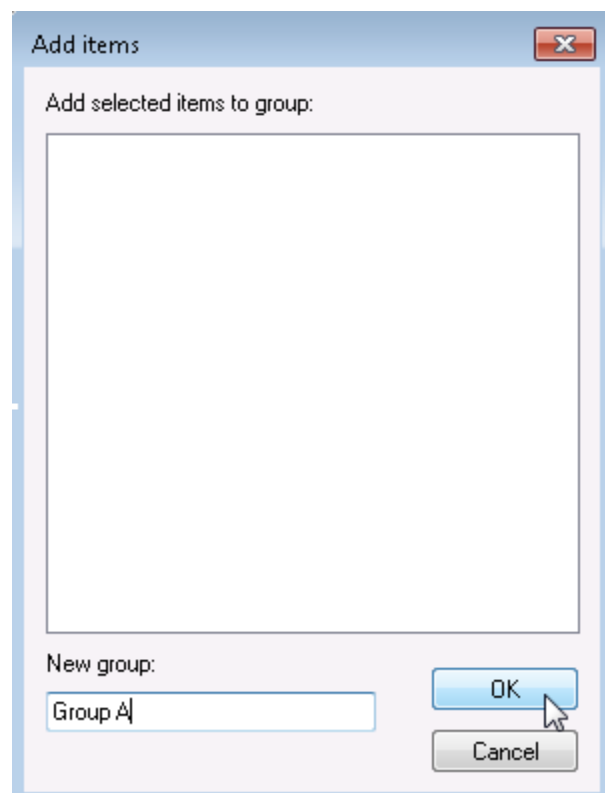 Add items
Add selected items to group:
New group:
Group A
OK
Cancel